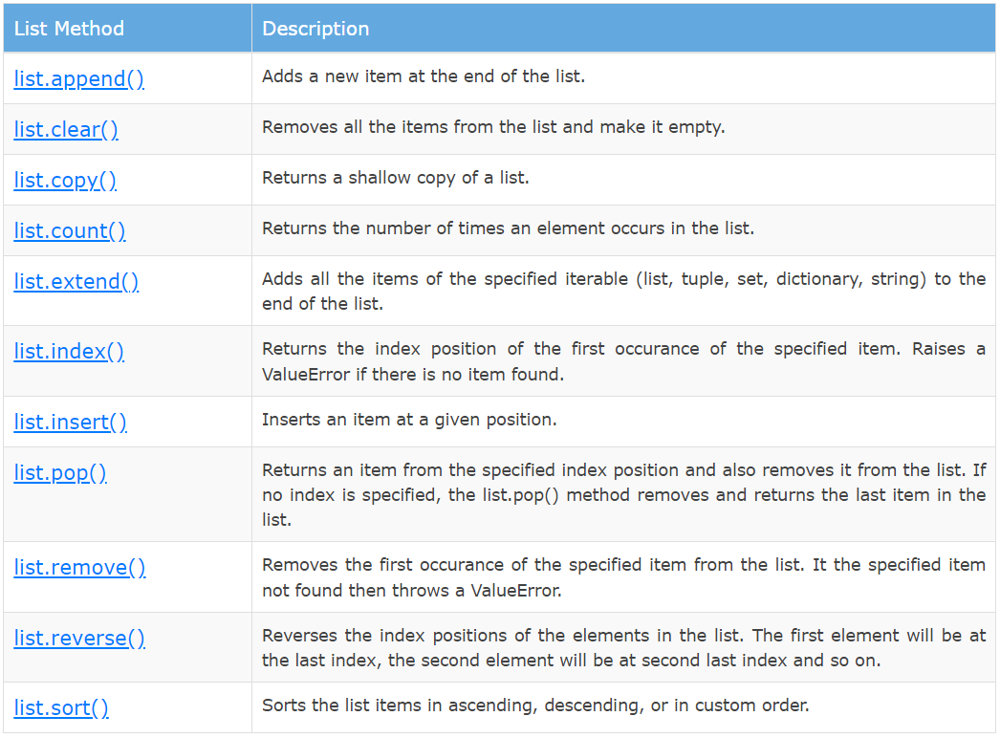 List Method Description
list.append() Adds a new item at the end of the list.
list.clear() Removes all the items from the list and make it empty.
list.copy() Returns a shallow copy of a list.
list.count() Returns the number of times an element occurs in the list.
list.extend() Adds all the items of the specified iterable (list, tuple, set, dictionary, string) to the
end of the list.
list.index() Returns the index position of the first occurance of the specified item. Raises a
ValueError if there is no item found.
list.insert() Inserts an item at a given position.
list.pop() Returns an item from the specified index position and also removes it from the list. If
no index is specified, the list.pop() method removes and returns the last item in the
list.
list.remove() Removes the first occurance of the specified item from the list. It the specified item
not found then throws a ValueError.
list.reverse() Reverses the index positions of the elements in the list. The first element will be at
the last index, the second element will be at second last index and so on.
list.sort() Sorts the list items in ascending, descending, or in custom order.